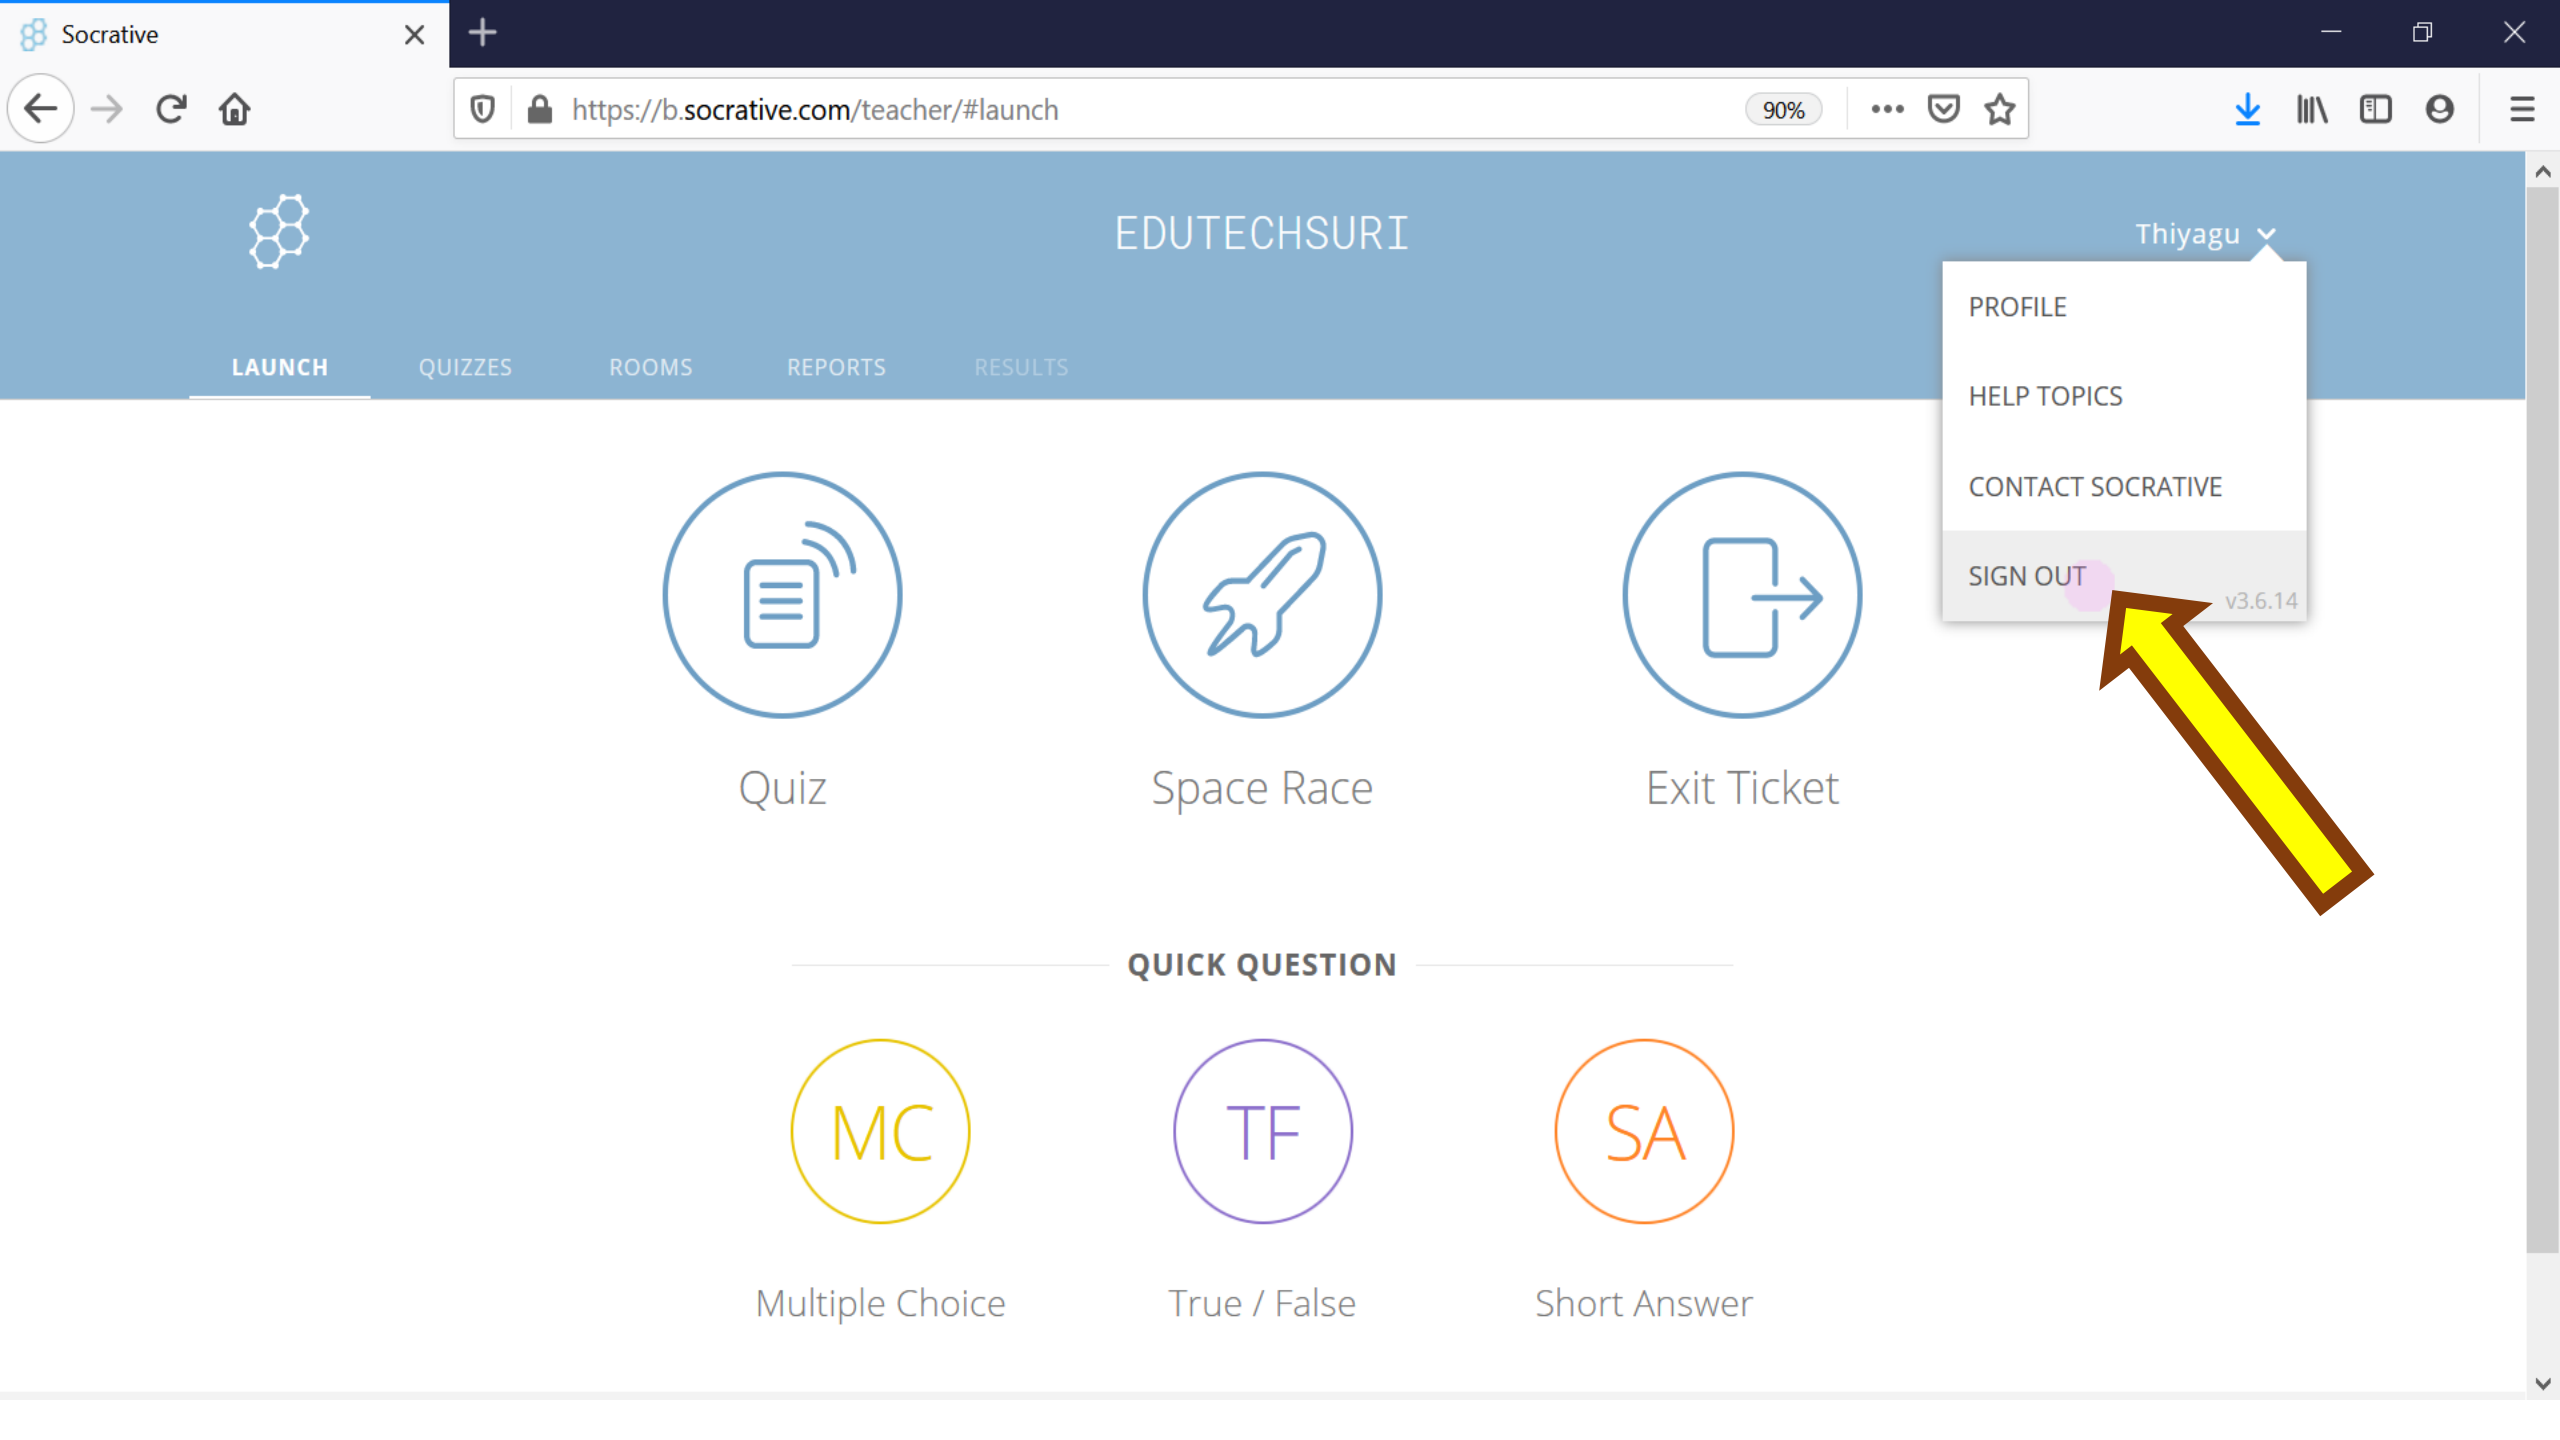 Socrative
https://b.socrative.com/teacher/#launch
90%
EDUTECHSURI
Thiyagu
PROFILE
HELP TOPICS
CONTACT SOCRATIVE
SIGN OUT
v3.6.14
LAUNCH QUIZZES ROOMS REPORTS RESULTS
Quiz Space Race Exit Ticket
QUICK QUESTION
MC TF SA
Multiple Choice True / False Short Answer